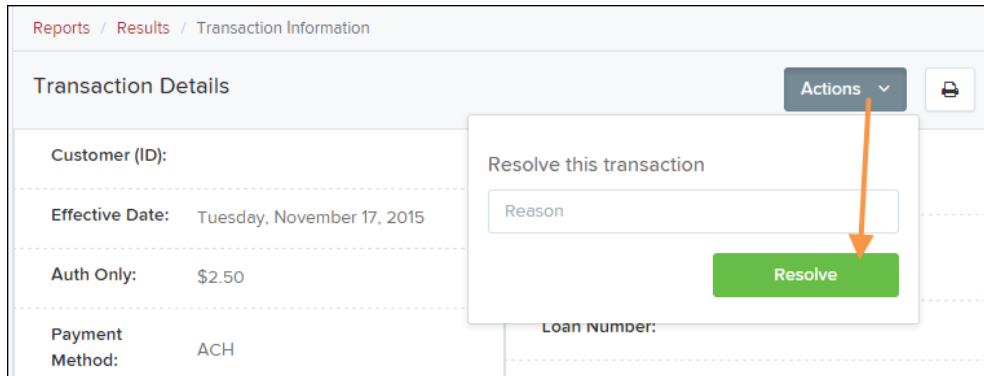 Reports / Results / Transaction Information
Transaction Details
Actions
Customer (ID):
Resolve this transaction
Effective Date: Tuesday, November 17, 2015
Reason
Auth Only: $2.50
Resolve
Loan Number:
Payment
Method: ACH